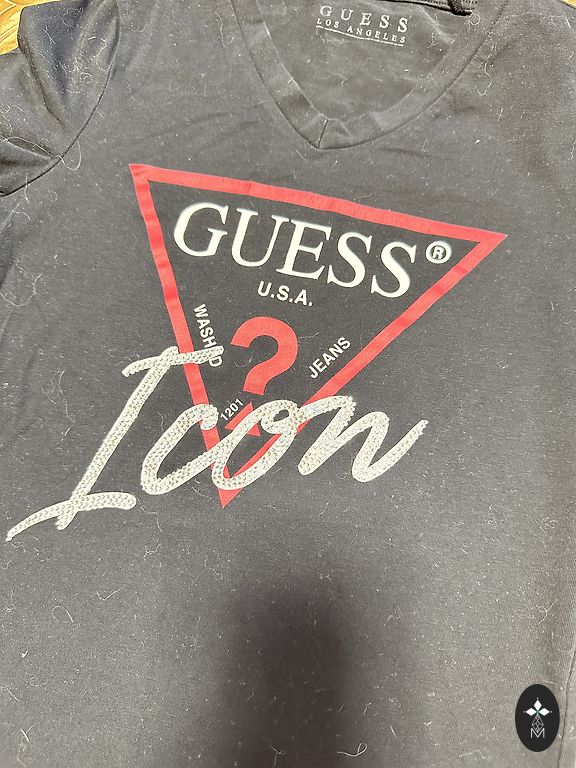 GUESS
LOS ANGELES
GUESS®
U.S.A.
WASHED
?
JEANS
1201
Icon
M